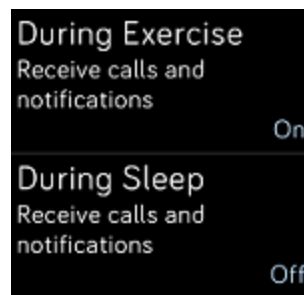 During Exercise
Receive calls and
notifications
On
During Sleep
Receive calls and
notifications
Off